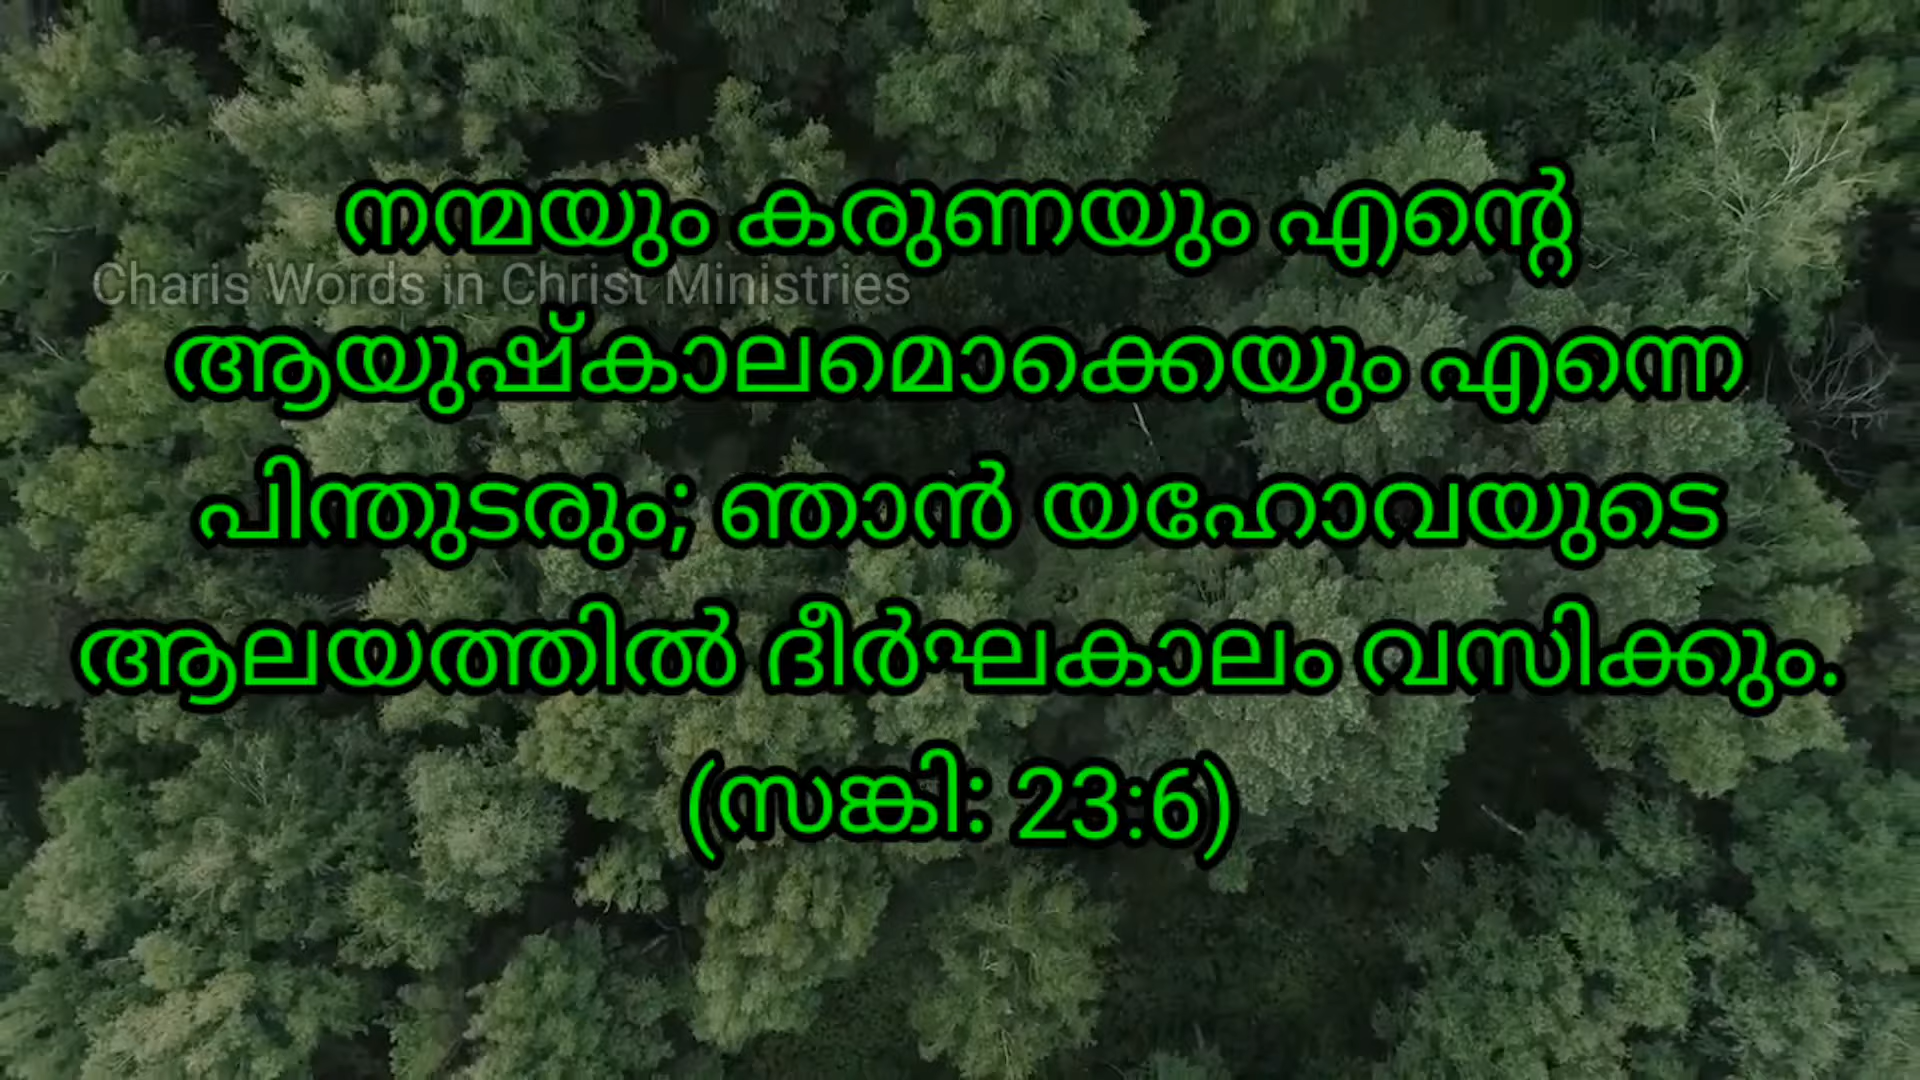 നന്മയും കരുണയും എന്റെ
Charis Words in Christ Ministries
ആയുഷ്കാലമൊക്കെയും എന്നെ
പിന്തുടരും; ഞാൻ യഹോവയുടെ
ആലയത്തിൽ ദീർഘകാലം വസിക്കും.
(സങ്കി: 23:6)